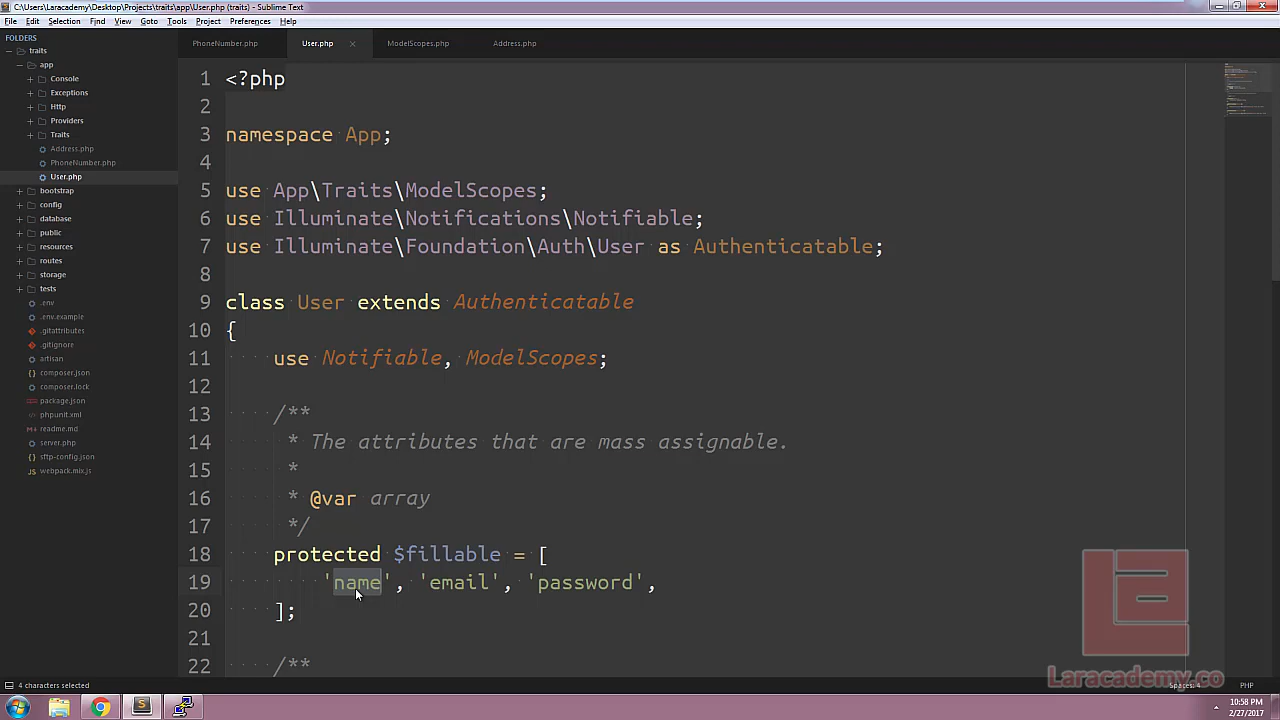 C:\Users\Laracademy\Desktop\Projects\traits\app\User.php (traits) - Sublime Text
File Edit Selection Find View Goto Tools Project Preferences Help
FOLDERS
traits
app
Console
Exceptions
Http
Providers
Traits
Address.php
PhoneNumber.php
User.php
bootstrap
config
database
public
resources
routes
storage
tests
.env
.env.example
.gitattributes
.gitignore
artisan
composer.json
composer.lock
package.json
phpunit.xml
readme.md
server.php
sftp-config.json
webpack.mix.js
PhoneNumber.php User.php × ModelScopes.php Address.php
1 <?php
2
3 namespace App;
4
5 use App\Traits\ModelScopes;
6 use Illuminate\Notifications\Notifiable;
7 use Illuminate\Foundation\Auth\User as Authenticatable;
8
9 class User extends Authenticatable
10 {
11 use Notifiable, ModelScopes;
12
13 /**
14 * The attributes that are mass assignable.
15 *
16 * @var array
17 */
18 protected $fillable = [
19 'name', 'email', 'password',
20 ];
21
22 /**
Laracademy.co
4 characters selected
Spaces: 4 PHP
10:58 PM
2/27/2017